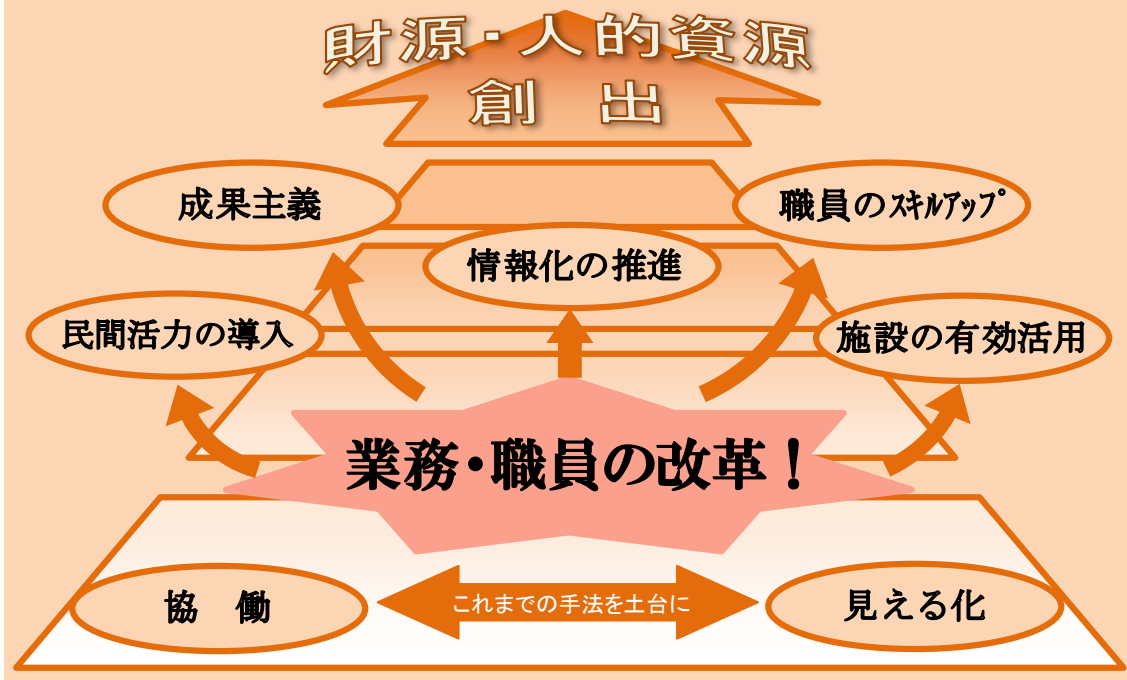 財源・人的資源
創　出
成果主義
職員のｽｷﾙｱｯﾌﾟ
情報化の推進
民間活力の導入
施設の有効活用
業務・職員の改革！
協　働
これまでの手法を土台に
見える化